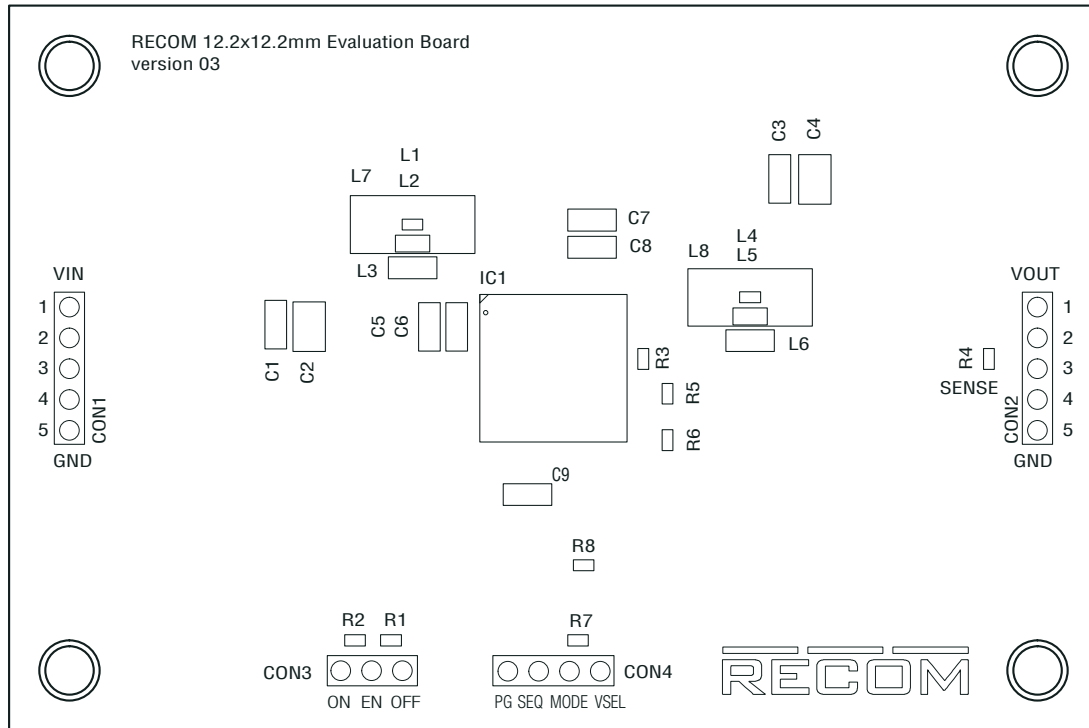 RECOM 12.2x12.2mm Evaluation Board
version 03
C3
C4
L1
L7
L2
C7
C8
L4
L8
L5
L3
IC1
VIN
VOUT
1
2
3
4
5
CON1
GND
C1
C2
C5
C6
L6
R3
R5
R6
R4
SENSE
1
2
3
4
5
CON2
GND
C9
R8
R2
R1
R7
CON3
CON4
ON EN OFF
PG SEQ MODE VSEL
RECOM